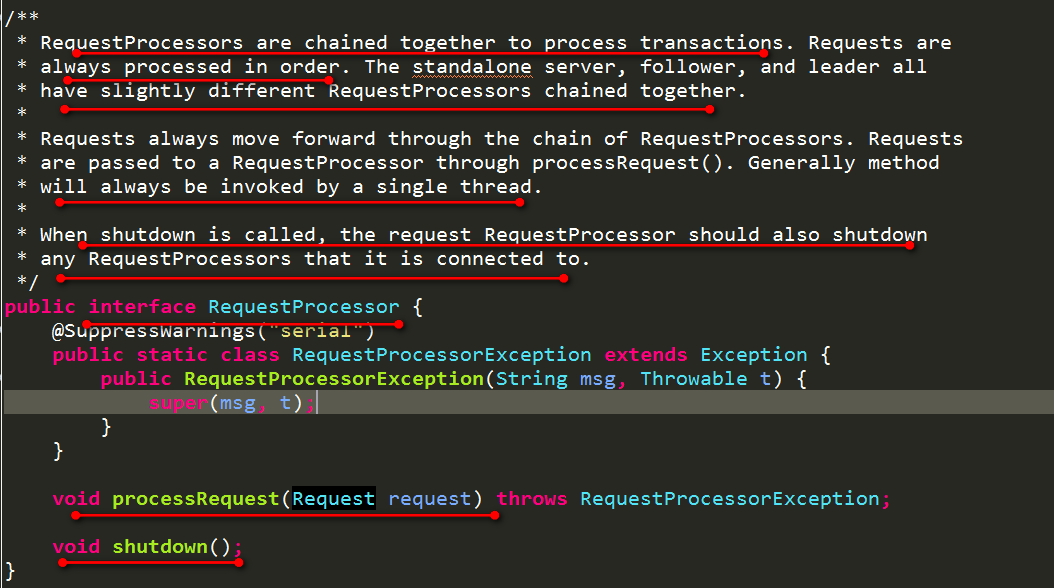 /**
 * RequestProcessors are chained together to process transactions. Requests are
 * always processed in order. The standalone server, follower, and leader all
 * have slightly different RequestProcessors chained together.
 *
 * Requests always move forward through the chain of RequestProcessors. Requests
 * are passed to a RequestProcessor through processRequest(). Generally method
 * will always be invoked by a single thread.
 *
 * When shutdown is called, the request RequestProcessor should also shutdown
 * any RequestProcessors that it is connected to.
 */
public interface RequestProcessor {
    @SuppressWarnings("serial")
    public static class RequestProcessorException extends Exception {
        public RequestProcessorException(String msg, Throwable t) {
            super(msg, t);
        }
    }

    void processRequest(Request request) throws RequestProcessorException;

    void shutdown();
}